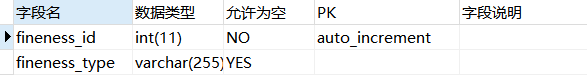 字段名 数据类型 允许为空 PK 字段说明
fineness_id int(11) NO auto_increment
fineness_type varchar(255) YES